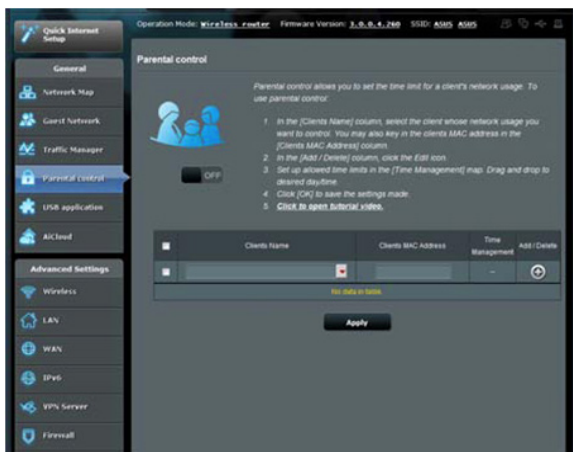 Quick Internet
Setup
Operation Mode: Wireless router Firmware Version: 3.0.0.4.260 SSID: ASUS ASUS
General
Network Map
Guest Network
Traffic Manager
Parental control
USB application
AiCloud
Advanced Settings
Wireless
LAN
WAN
IPv6
VPN Server
Firewall
Parental control
Parental control allows you to set the time limit for a client's network usage. To
use parental control:
1. In the [Clients Name] column, select the client whose network usage you
want to control. You may also key in the clients MAC address in the
[Clients MAC Address] column.
2. In the [Add / Delete] column, click the Edit icon.
3. Set up allowed time limits in the [Time Management] map. Drag and drop to
desired day/time.
4. Click [OK] to save the settings made.
5. Click to open tutorial video.
OFF
Clients Name Clients MAC Address Time Management Add / Delete
--
No data in table.
Apply